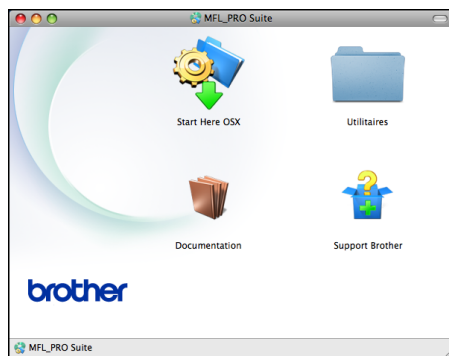 MFL_PRO Suite
Start Here OSX
Utilitaires
Documentation
Support Brother
brother
MFL_PRO Suite